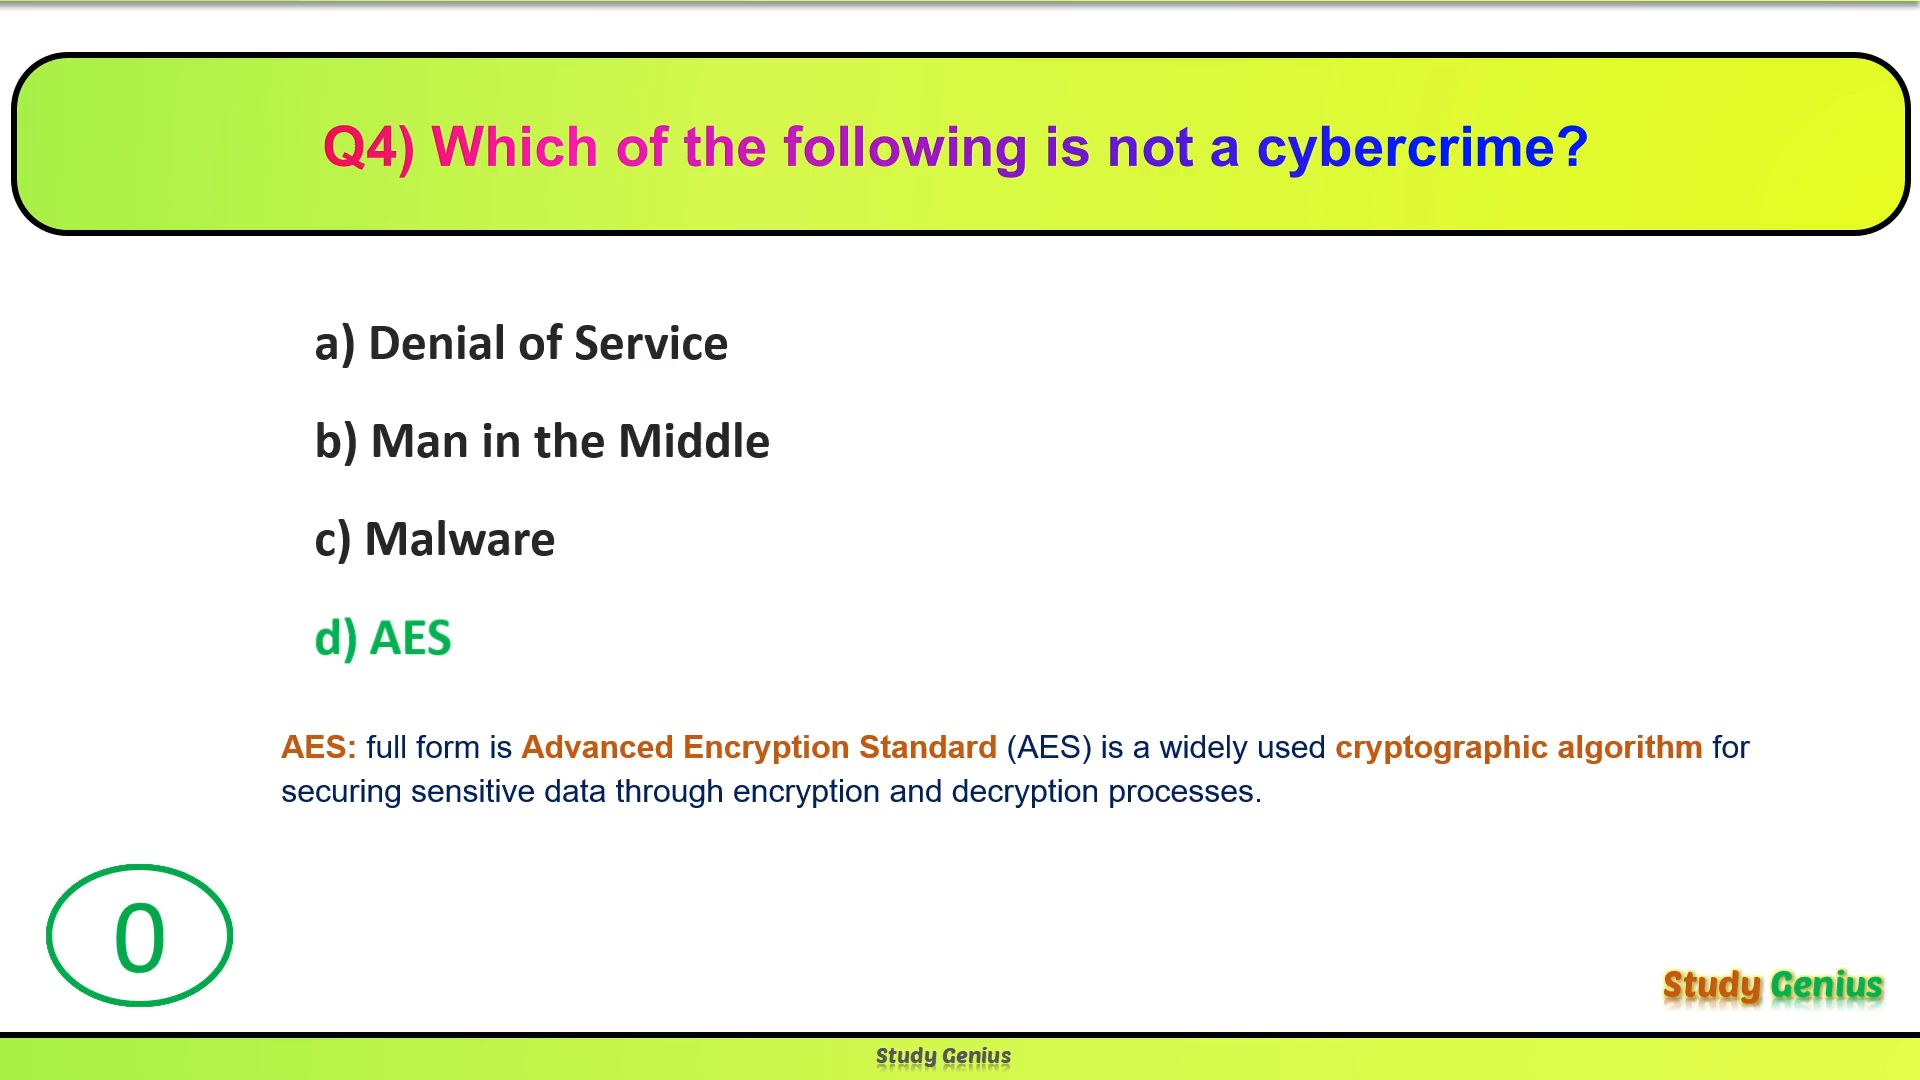 Q4) Which of the following is not a cybercrime?
a) Denial of Service
b) Man in the Middle
c) Malware
d) AES
AES: full form is Advanced Encryption Standard (AES) is a widely used cryptographic algorithm for
securing sensitive data through encryption and decryption processes.
0
Study Genius
Study Genius